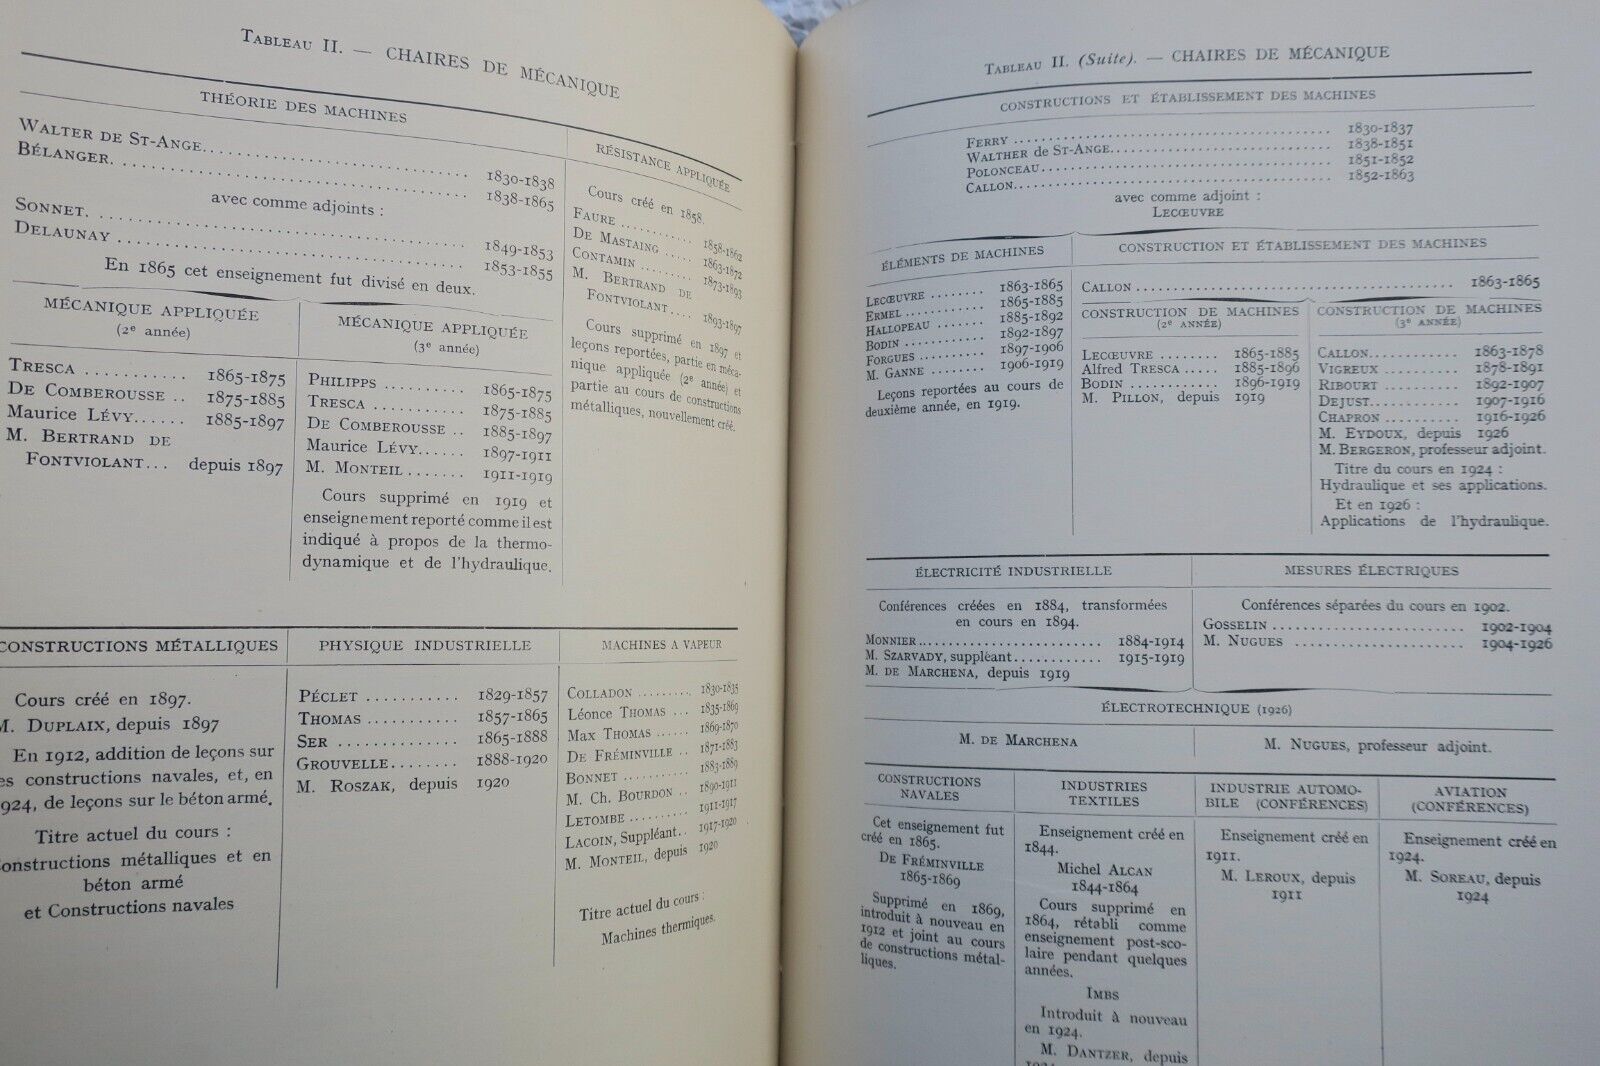 Tableau II. — CHAIRES DE MÉCANIQUE
THÉORIE DES MACHINES
Walter de St-Ange.................... 1830-1838
Bélanger.............................. 1838-1865
avec comme adjoints :
Sonnet................................ 1849-1853
Delaunay ............................. 1853-1855
En 1865 cet enseignement fut divisé en deux.
MÉCANIQUE APPLIQUÉE
(2e année)
Tresca ........... 1865-1875
De Comberousse .. 1875-1885
Maurice Lévy...... 1885-1897
M. Bertrand de
Fontviolant... depuis 1897
MÉCANIQUE APPLIQUÉE
(3e année)
Philipps .......... 1865-1875
Tresca ........... 1875-1885
De Comberousse .. 1885-1897
Maurice Lévy...... 1897-1911
M. Monteil ....... 1911-1919
Cours supprimé en 1919 et
enseignement reporté comme il est
indiqué à propos de la thermo-
dynamique et de l'hydraulique.
RÉSISTANCE APPLIQUÉE
Cours créé en 1858.
Faure ............ 1858-1862
De Mastaing ..... 1863-1872
Contamin ......... 1873-1893
M. Bertrand de
Fontviolant.... 1893-1897
Cours supprimé en 1897 et
leçons reportées, partie en méca-
nique appliquée (2e année) et
partie au cours de constructions
métalliques, nouvellement créé.
CONSTRUCTIONS MÉTALLIQUES
Cours créé en 1897.
M. Duplaix, depuis 1897
En 1912, addition de leçons sur
es constructions navales, et, en
1924, de leçons sur le béton armé.
Titre actuel du cours :
Constructions métalliques et en
béton armé
et Constructions navales
PHYSIQUE INDUSTRIELLE
Péclet .......... 1829-1857
Thomas ........... 1857-1865
Ser .............. 1865-1888
Grouvelle........ 1888-1920
M. Roszak, depuis 1920
MACHINES A VAPEUR
Colladon ......... 1830-1835
Léonce Thomas ... 1835-1869
Max Thomas ...... 1869-1870
De Fréminville .. 1871-1883
Bonnet .......... 1883-1889
M. Ch. Bourdon .. 1890-1911
Letombe ......... 1911-1917
Lacoin, Suppléant.. 1917-1920
M. Monteil, depuis 1920
Titre actuel du cours :
Machines thermiques.
Tableau II. (Suite). — CHAIRES DE MÉCANIQUE
CONSTRUCTIONS ET ÉTABLISSEMENT DES MACHINES
Ferry ........................................ 1830-1837
Walther de St-Ange............................ 1838-1851
Polonceau..................................... 1851-1852
Callon........................................ 1852-1863
avec comme adjoint :
Lecœuvre
ÉLÉMENTS DE MACHINES
Lecœuvre ........ 1863-1865
Ermel ............ 1865-1885
Hallopeau ....... 1885-1892
Bodin ............ 1892-1897
Forgues .......... 1897-1906
M. Ganne ......... 1906-1919
Leçons reportées au cours de
deuxième année, en 1919.
CONSTRUCTION ET ÉTABLISSEMENT DES MACHINES
Callon ........................................ 1863-1865
CONSTRUCTION DE MACHINES
(2e ANNÉE)
Lecœuvre ........ 1865-1885
Alfred Tresca ..... 1885-1896
Bodin ............ 1896-1919
M. Pillon, depuis 1919
CONSTRUCTION DE MACHINES
(3e ANNÉE)
Callon............ 1863-1878
Vigreux .......... 1878-1891
Ribourt .......... 1892-1907
Dejust............ 1907-1916
Chapron .......... 1916-1926
M. Eydoux, depuis 1926
M. Bergeron, professeur adjoint.
Titre du cours en 1924 :
Hydraulique et ses applications.
Et en 1926 :
Applications de l'hydraulique.
ÉLECTRICITÉ INDUSTRIELLE
Conférences créées en 1884, transformées
en cours en 1894.
Monnier......................... 1884-1914
M. Szarvady, suppléant............ 1915-1919
M. de Marchena, depuis 1919
MESURES ÉLECTRIQUES
Conférences séparées du cours en 1902.
Gosselin ......................... 1902-1904
M. Nugues ...................... 1904-1926
ÉLECTROTECHNIQUE (1926)
M. de Marchena
M. Nugues, professeur adjoint.
CONSTRUCTIONS
NAVALES
Cet enseignement fut
créé en 1865.
De Fréminville
1865-1869
Supprimé en 1869,
introduit à nouveau en
1912 et joint au cours
de constructions métal-
liques.
INDUSTRIES
TEXTILES
Enseignement créé en
1844.
Michel Alcan
1844-1864
Cours supprimé en
1864, rétabli comme
enseignement post-sco-
laire pendant quelques
années.
Imbs
Introduit à nouveau
en 1924.
M. Dantzer, depuis
1924
INDUSTRIE AUTOMO-
BILE (CONFÉRENCES)
Enseignement créé en
1911.
M. Leroux, depuis
1911
AVIATION
(CONFÉRENCES)
Enseignement créé en
1924.
M. Soreau, depuis
1924